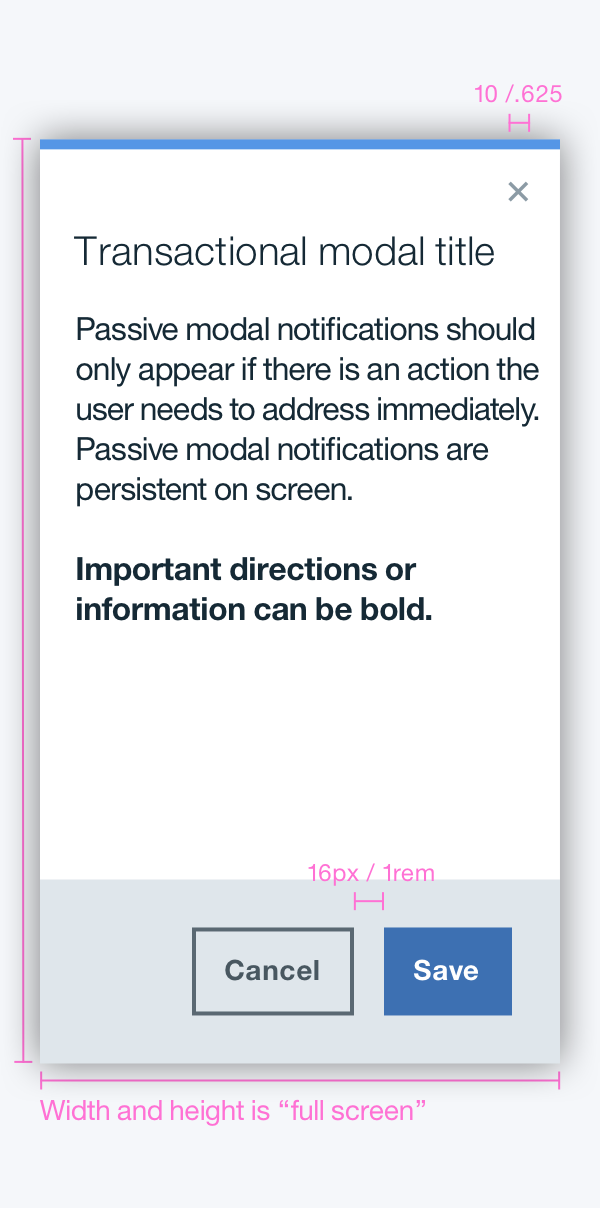 10 /.625
Transactional modal title
Passive modal notifications should
only appear if there is an action the
user needs to address immediately.
Passive modal notifications are
persistent on screen.
Important directions or
information can be bold.
16px / 1rem
Cancel
Save
Width and height is “full screen”